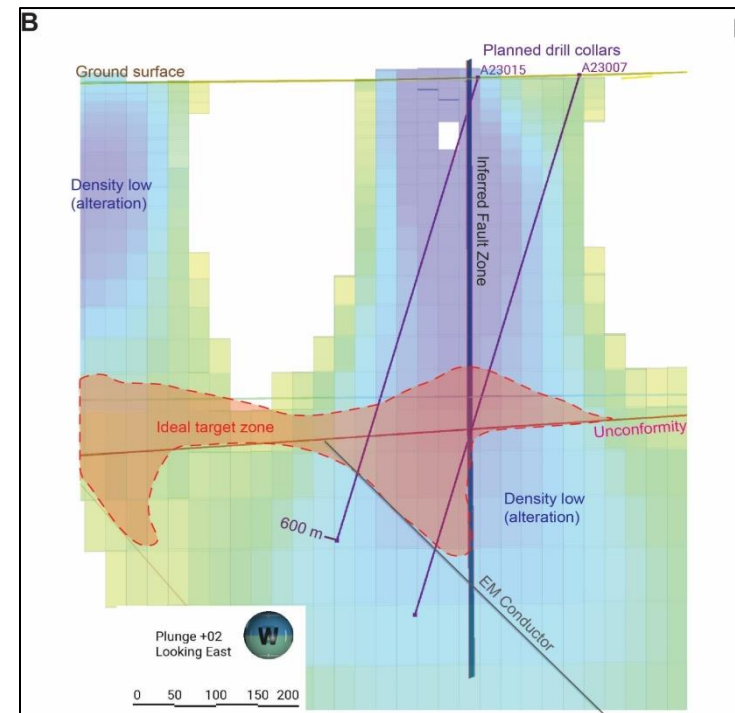 B
Planned drill collars
Ground surface
A23015
A23007
Density low
(alteration)
Inferred Fault Zone
Ideal target zone
Unconformity
Density low
(alteration)
600 m
EM Conductor
W
Plunge +02
Looking East
0 50 100 150 200